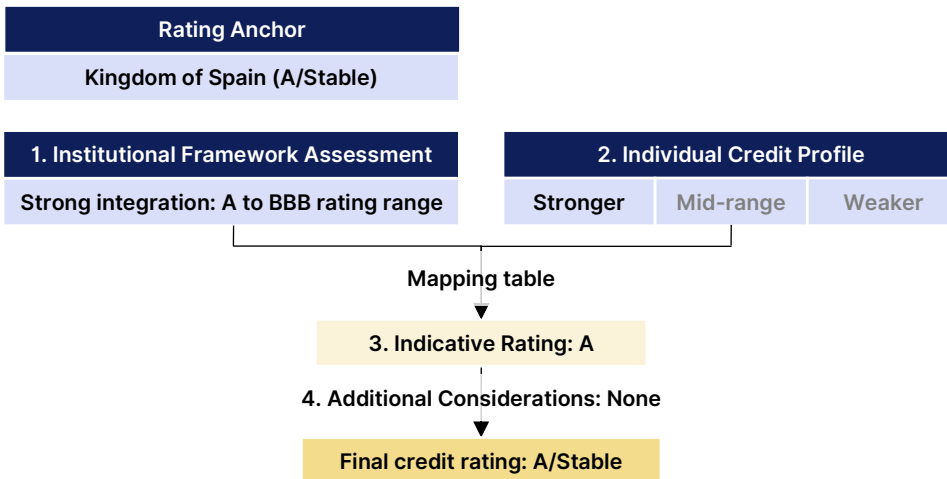 Rating Anchor
Kingdom of Spain (A/Stable)
1. Institutional Framework Assessment
Strong integration: A to BBB rating range
2. Individual Credit Profile
Stronger
Mid-range
Weaker
Mapping table
3. Indicative Rating: A
4. Additional Considerations: None
Final credit rating: A/Stable